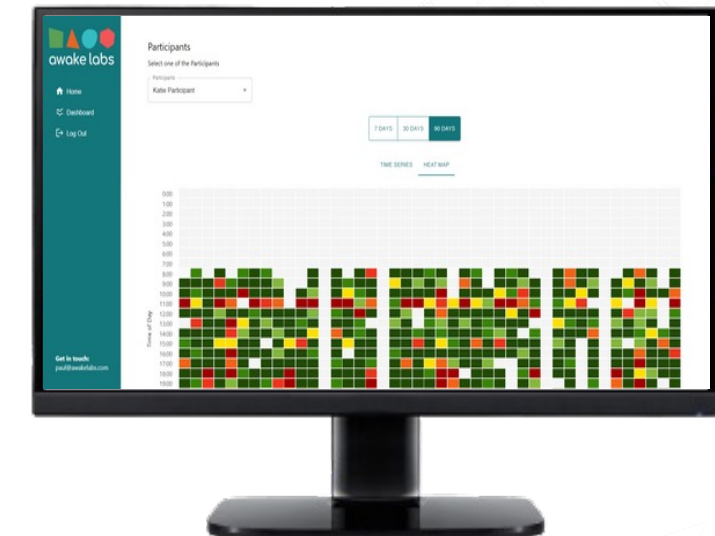 awake labs
Home
Dashboard
Log Out
Get in touch:
paul@awakelabs.com
Participants
Select one of the Participants
Participants
Katie Participant
7 DAYS 30 DAYS 90 DAYS
TIME SERIES HEAT MAP
Time of Day
0:00
1:00
2:00
3:00
4:00
5:00
6:00
7:00
8:00
9:00
10:00
11:00
12:00
13:00
14:00
15:00
16:00
17:00
18:00
19:00